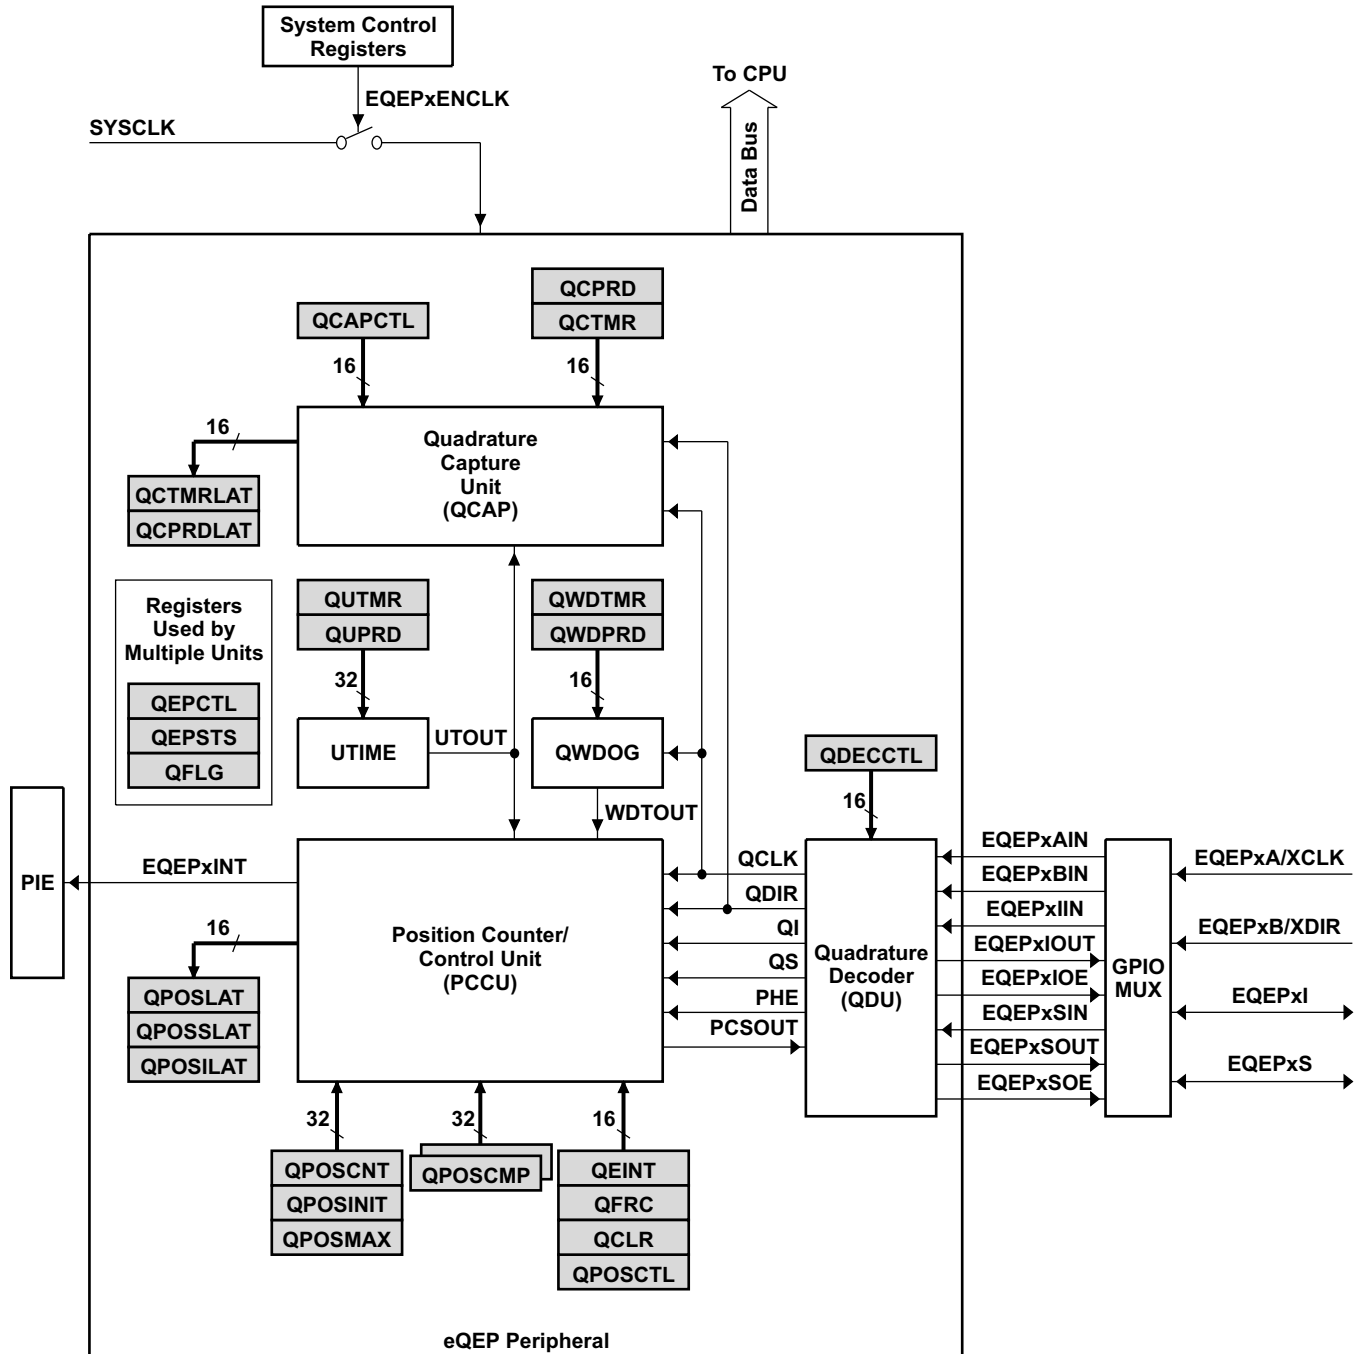 System Control
Registers
To CPU
EQEPxENCLK
SYSCLK
Data Bus
QCPRD
QCAPCTL
QCTMR
16
16
16
Quadrature
Capture
Unit
(QCAP)
QCTMRLAT
QCPRDLAT
Registers
Used by
Multiple Units
QEPCTL
QEPSTS
QFLG
QUTMR
QUPRD
QWDTMR
QWDPRD
32
16
UTIME
UTOUT
QWDOG
QDECCTL
WDTOUT
16
PIE
EQEPxINT
16
QPOSLAT
QPOSSLAT
QPOSILAT
Position Counter/
Control Unit
(PCCU)
QCLK
QDIR
QI
QS
PHE
PCSOUT
Quadrature
Decoder
(QDU)
EQEPxAIN
EQEPxBIN
EQEPxIIN
EQEPxIOUT
EQEPxIOE
EQEPxSIN
EQEPxSOUT
EQEPxSOE
GPIO
MUX
EQEPxA/XCLK
EQEPxB/XDIR
EQEPxI
EQEPxS
32
32
16
QPOSCNT
QPOSINIT
QPOSMAX
QPOSCMP
QEINT
QFRC
QCLR
QPOSCTL
eQEP Peripheral